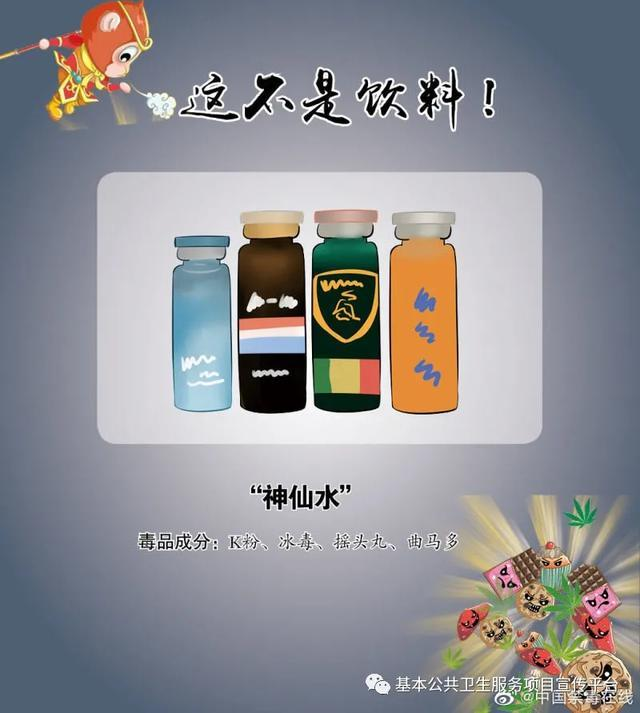 这不是饮料！
“神仙水”
毒品成分：K粉、冰毒、摇头丸、曲马多
基本公共卫生服务项目宣传平台
@中国禁毒在线